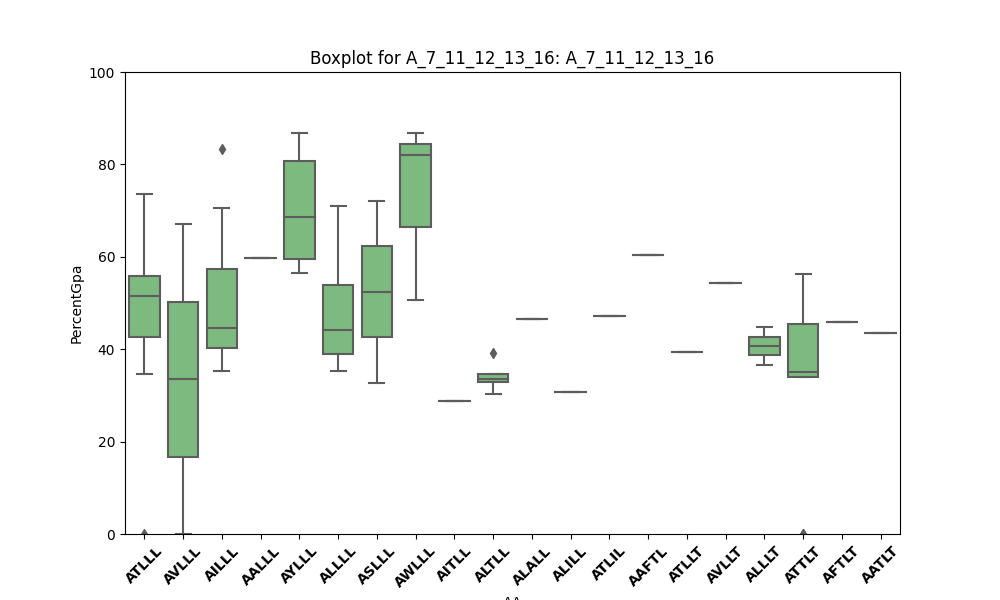 Boxplot for A_7_11_12_13_16: A_7_11_12_13_16
100
80
60
40
20
0
PercentGpa
ATLLL
AVLLL
AILLL
AALLL
AYLLL
ALLLL
ASLLL
AWLLL
AITLL
ALTLL
ALALL
ALILL
ATLIL
AAFTL
ATLLT
AVLLT
ALLLT
ATTLT
AFTLT
AATLT